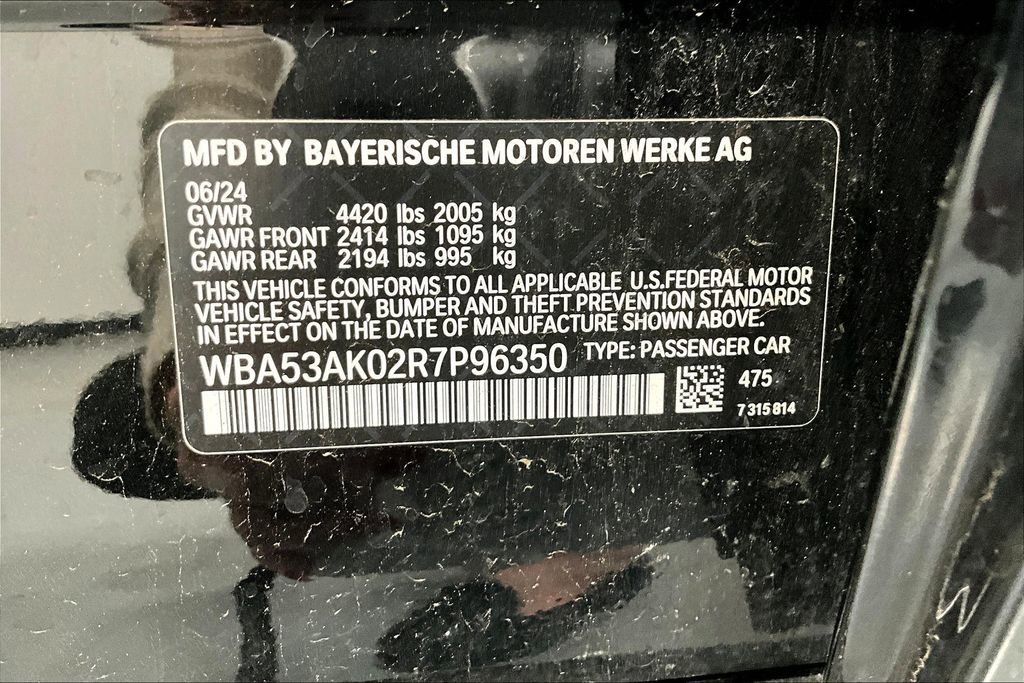 MFD BY BAYERISCHE MOTOREN WERKE AG
06/24
GVWR 4420 lbs 2005 kg
GAWR FRONT 2414 lbs 1095 kg
GAWR REAR 2194 lbs 995 kg
THIS VEHICLE CONFORMS TO ALL APPLICABLE U.S.FEDERAL MOTOR
VEHICLE SAFETY, BUMPER AND THEFT PREVENTION STANDARDS
IN EFFECT ON THE DATE OF MANUFACTURE SHOWN ABOVE.
WBA53AK02R7P96350 TYPE: PASSENGER CAR
475
7 315 814